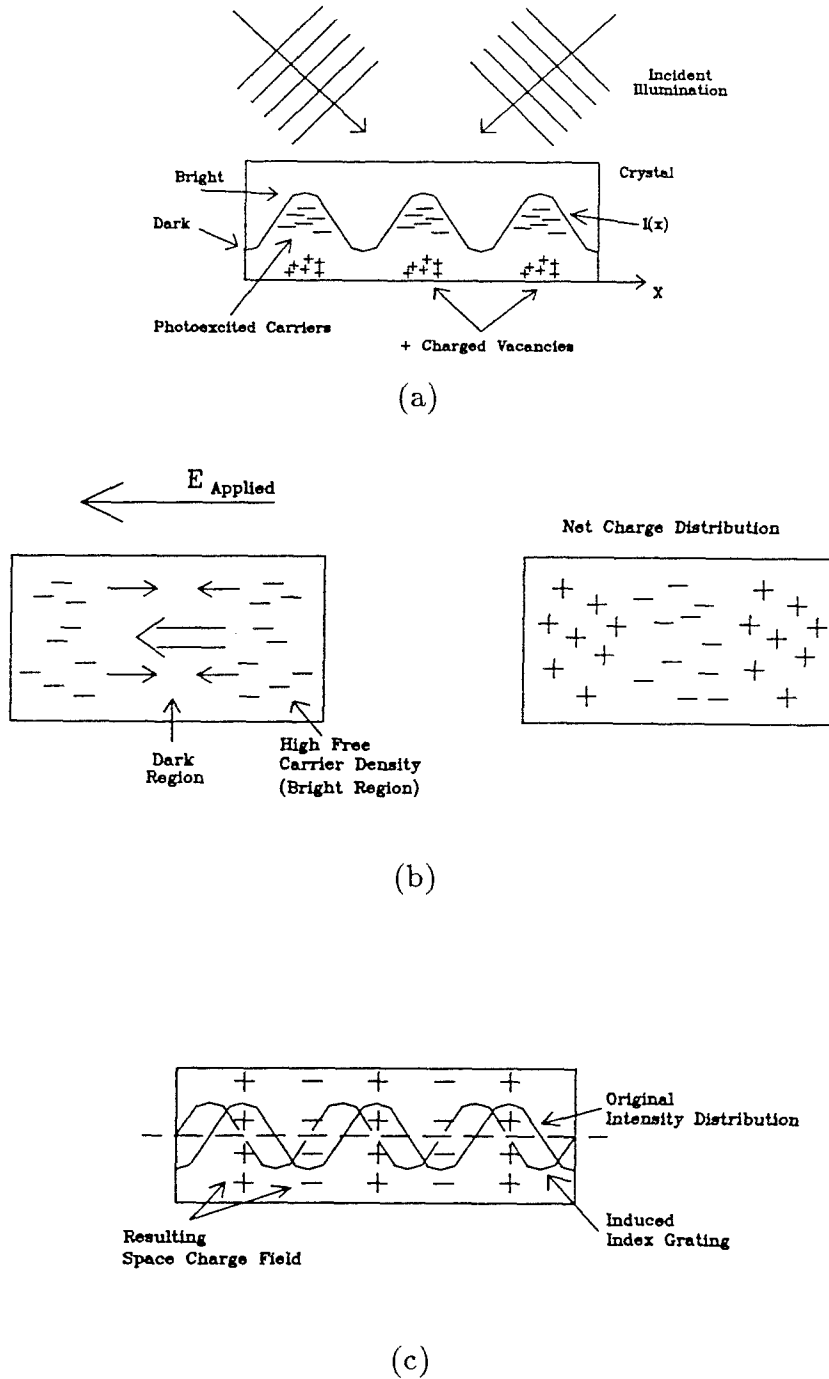 Incident
Illumination
Bright
Crystal
Dark
I(x)
X
Photoexcited Carriers
+ Charged Vacancies
(a)
E Applied
Net Charge Distribution
Dark
Region
High Free
Carrier Density
(Bright Region)
(b)
Original
Intensity Distribution
Resulting
Space Charge Field
Induced
Index Grating
(c)